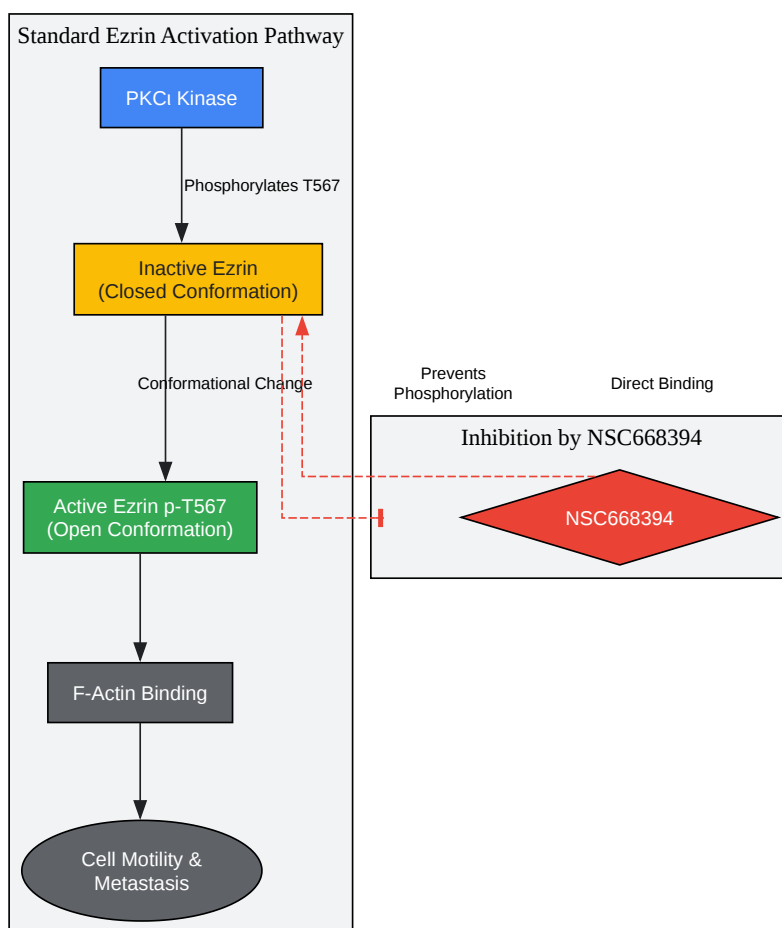 Standard Ezrin Activation Pathway
PKCι Kinase
Phosphorylates T567
Inactive Ezrin
(Closed Conformation)
Conformational Change
Active Ezrin p-T567
(Open Conformation)
F-Actin Binding
Cell Motility &
Metastasis
Prevents
Phosphorylation
Direct Binding
Inhibition by NSC668394
NSC668394